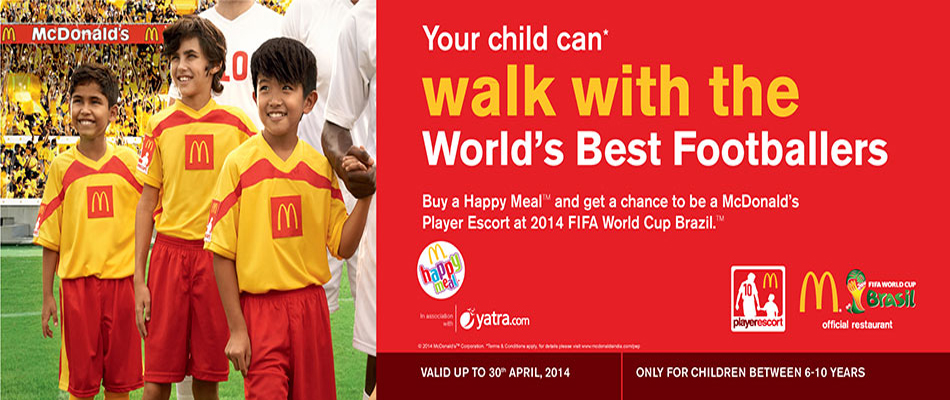 McDonald's
10
Your child can*
walk with the
World's Best Footballers
Buy a Happy Meal™ and get a chance to be a McDonald's
Player Escort at 2014 FIFA World Cup Brazil.™
happy
meal
In association
with
yatra.com
10
playerescort
FIFA WORLD CUP
Brasil
official restaurant
© 2014 McDonald's™ Corporation. *Terms & Conditions apply, for details please visit www.mcdonaldsindia.com/pep
VALID UP TO 30th APRIL, 2014
ONLY FOR CHILDREN BETWEEN 6-10 YEARS